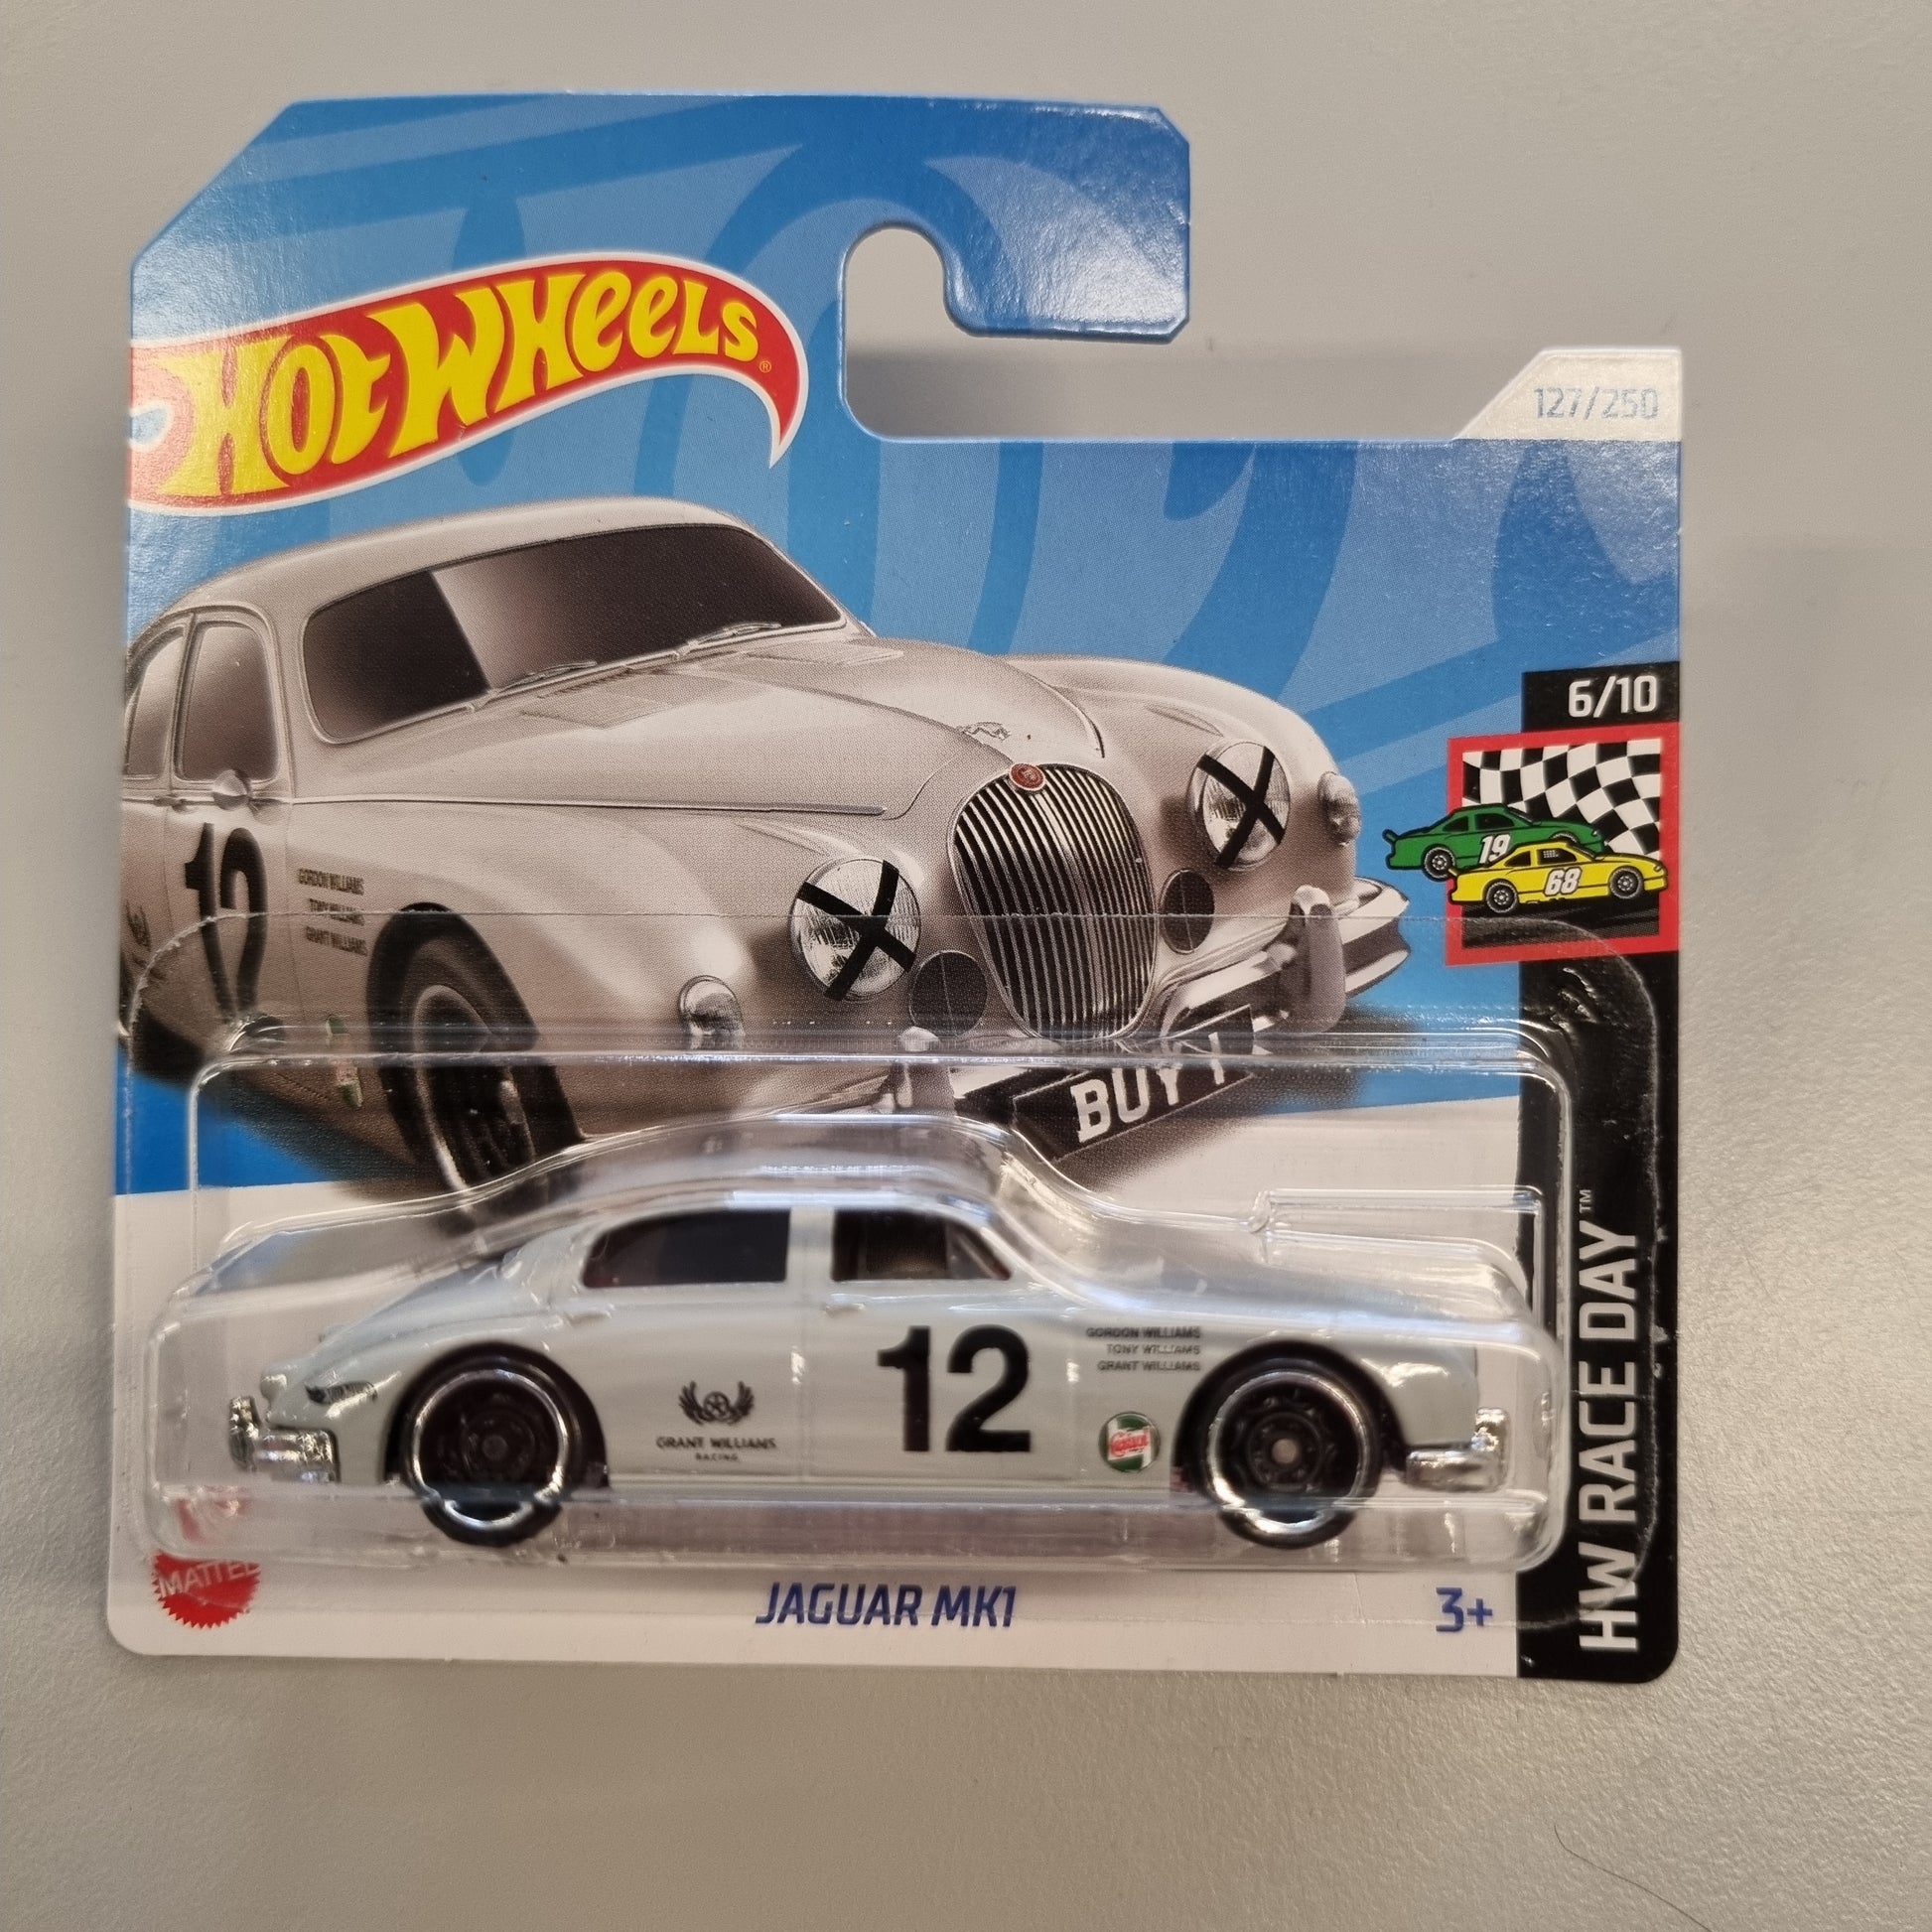 HOT WHEELS®
127/250
6/10
19
68
12
GORDON WILLIAMS
TONY WILLIAMS
GRANT WILLIAMS
BUY 1
12
GORDON WILLIAMS
TONY WILLIAMS
GRANT WILLIAMS
GRANT WILLIAMS
RACING
Castrol
HW RACE DAY™
MATTEL
JAGUAR MK1
3+